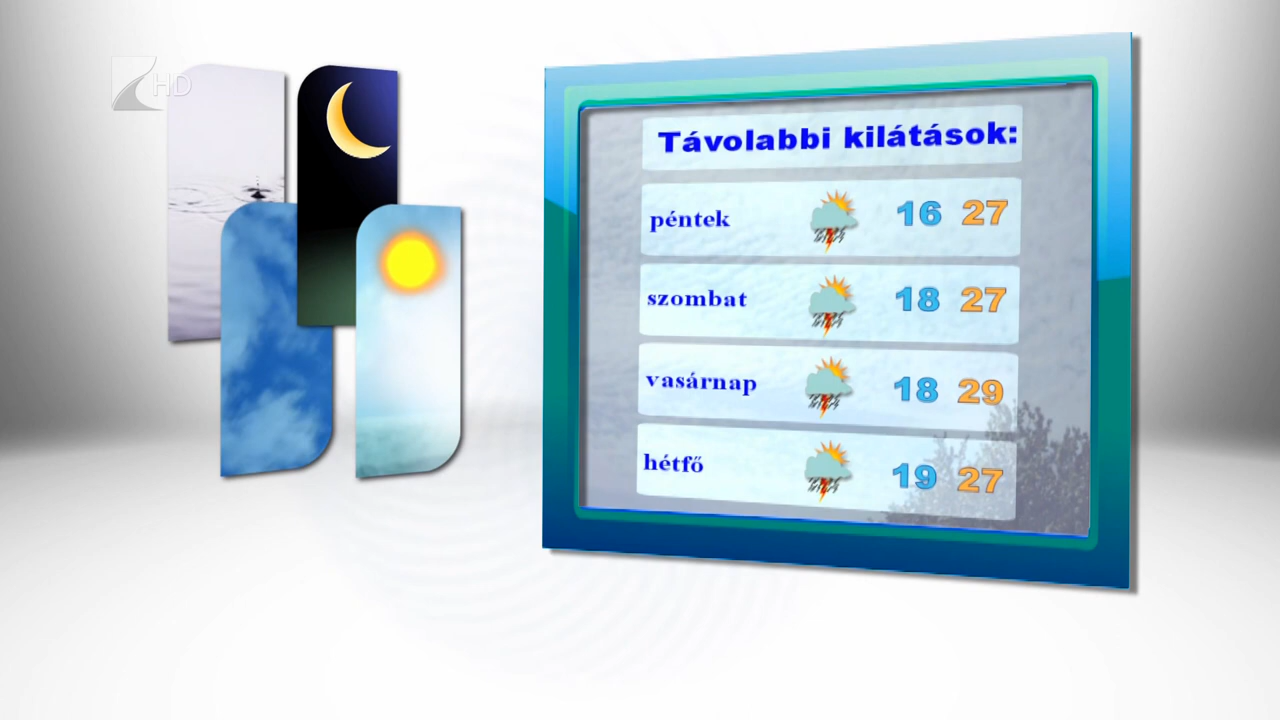 HD
Távolabbi kilátások:
péntek 16 27
szombat 18 27
vasárnap 18 29
hétfő 19 27